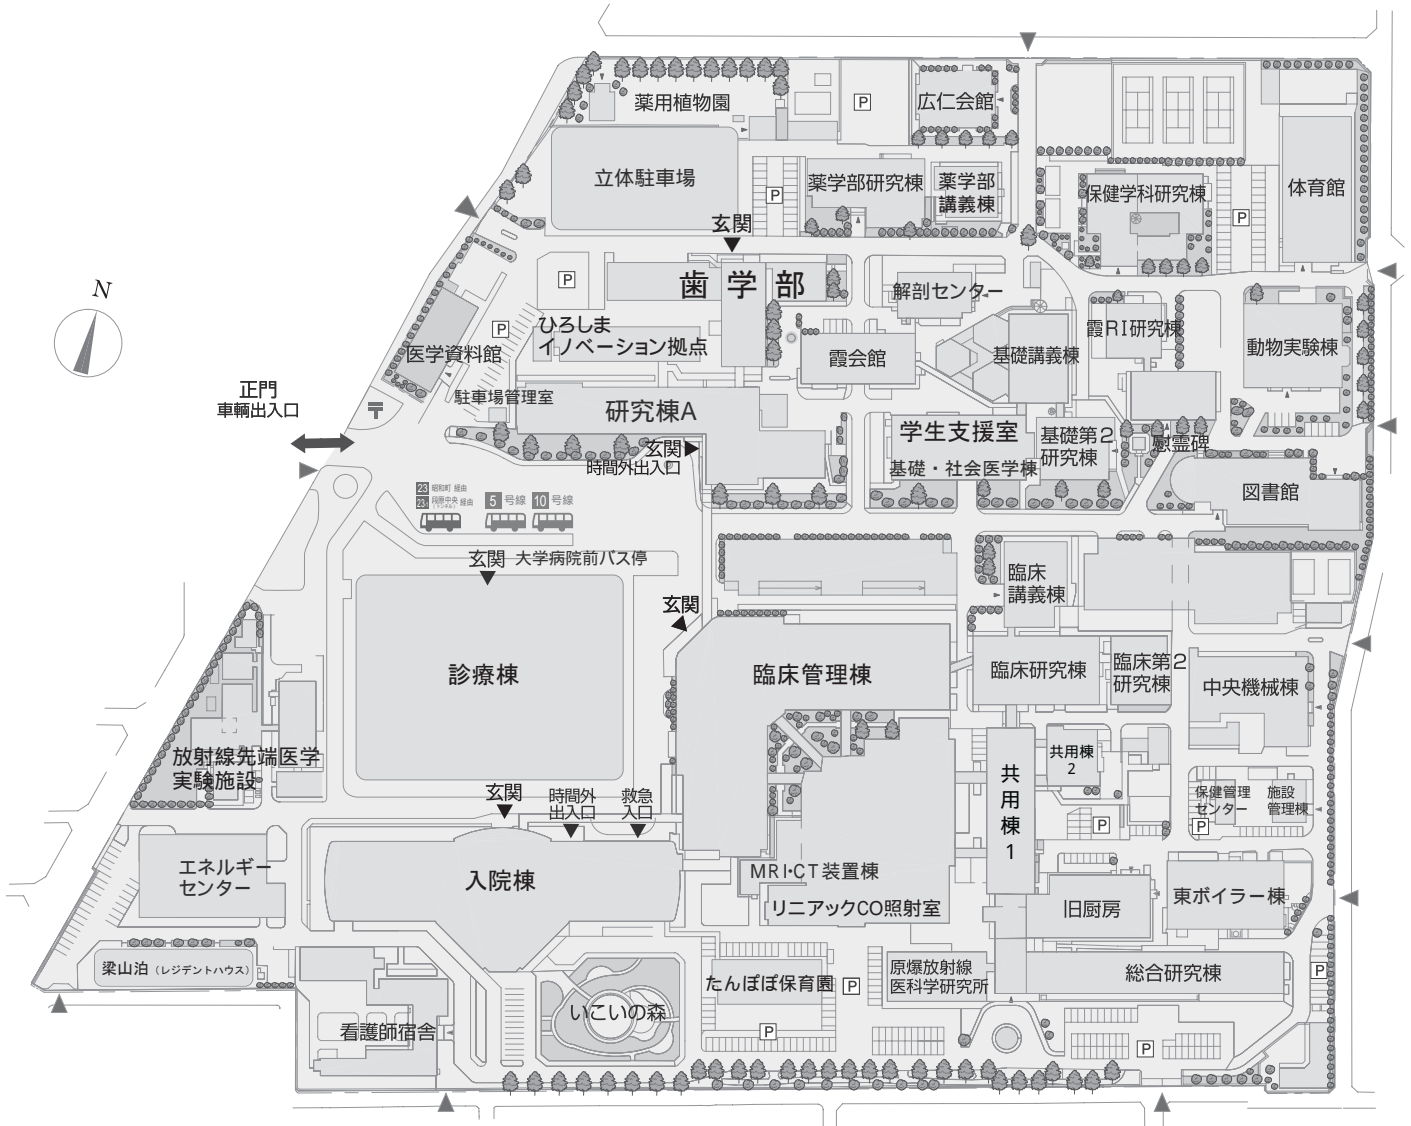 薬用植物園
P
広仁会館
立体駐車場
P
薬学部研究棟
薬学部
講義棟
保健学科研究棟
P
体育館
玄関
歯学部
P
解剖センター
N
P
ひろしま
イノベーション拠点
霞会館
基礎講義棟
霞RI研究棟
動物実験棟
医学資料館
正門
車輌出入口
〒
駐車場管理室
研究棟A
玄関
時間外出入口
学生支援室
基礎・社会医学棟
基礎第2
研究棟
慰霊碑
図書館
23 昭和町 経由
5 号線
10 号線
玄関 大学病院前バス停
玄関
臨床
講義棟
診療棟
臨床管理棟
臨床研究棟
臨床第2
研究棟
中央機械棟
放射線先端医学
実験施設
共用棟
2
共用棟1
保健管理
センター
施設
管理棟
P
P
玄関
時間外
出入口
救急
入口
エネルギー
センター
入院棟
MRI・CT装置棟
リニアックCO照射室
旧厨房
東ボイラー棟
梁山泊（レジデントハウス）
たんぽぽ保育園
P
原爆放射線
医科学研究所
総合研究棟
P
看護師宿舎
いこいの森
P
P